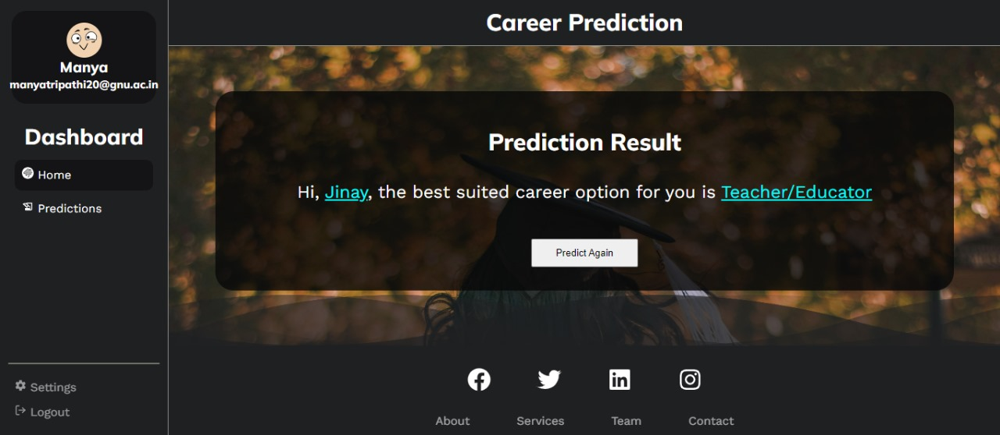 Manya
manyatripathi20@gnu.ac.in
Dashboard
Home
Predictions
Settings
Logout
Career Prediction
Prediction Result
Hi, Jinay, the best suited career option for you is Teacher/Educator
Predict Again
About Services Team Contact